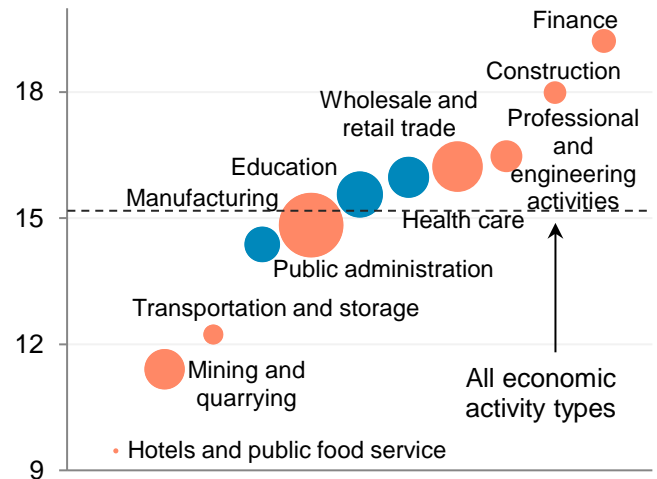 Finance
18
Construction
Wholesale and
retail trade
Professional
and
engineering
activities
Education
Manufacturing
15
Health care
Public administration
Transportation and storage
12
Mining and
quarrying
All economic
activity types
Hotels and public food service
9